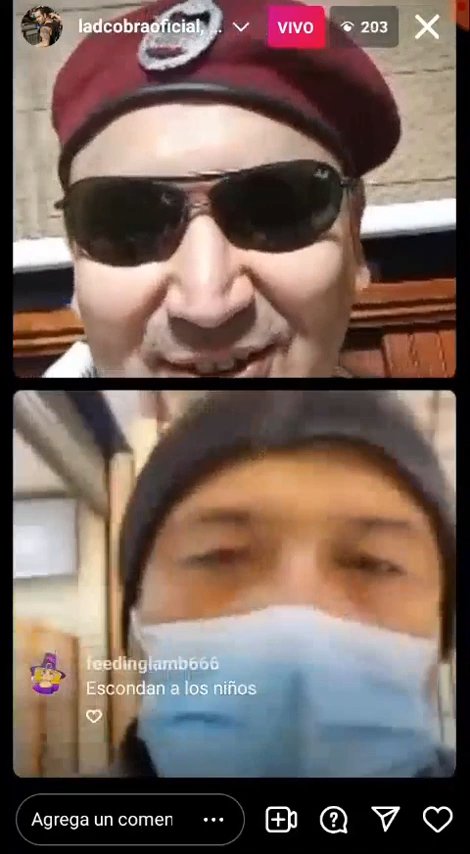 ladcobraoficial, ...
VIVO
203
feedinglamb666
Escondan a los niños
Agrega un comen